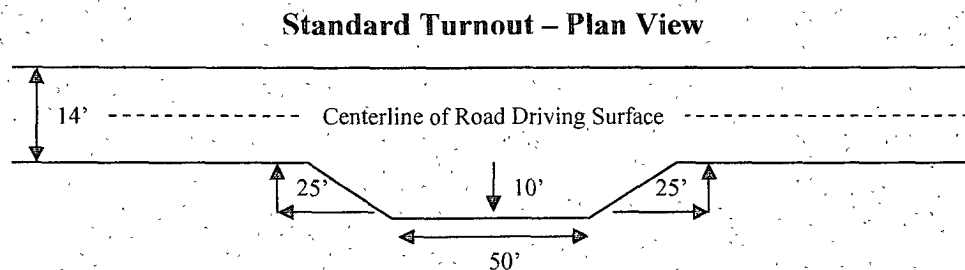 Standard Turnout – Plan View
14’
Centerline of Road Driving Surface
25’
10’
25’
50’